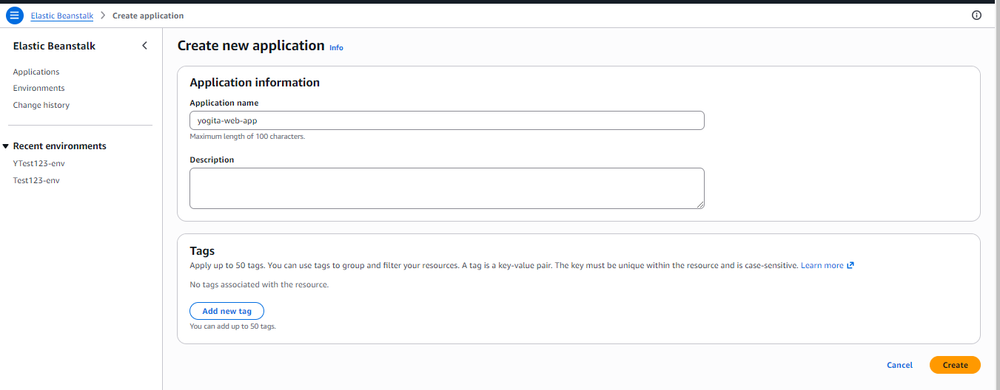 Elastic Beanstalk > Create application
Elastic Beanstalk
Applications
Environments
Change history
Recent environments
YTest123-env
Test123-env
Create new application Info
Application information
Application name
yogita-web-app
Maximum length of 100 characters.
Description
Tags
Apply up to 50 tags. You can use tags to group and filter your resources. A tag is a key-value pair. The key must be unique within the resource and is case-sensitive. Learn more
No tags associated with the resource.
Add new tag
You can add up to 50 tags.
Cancel Create